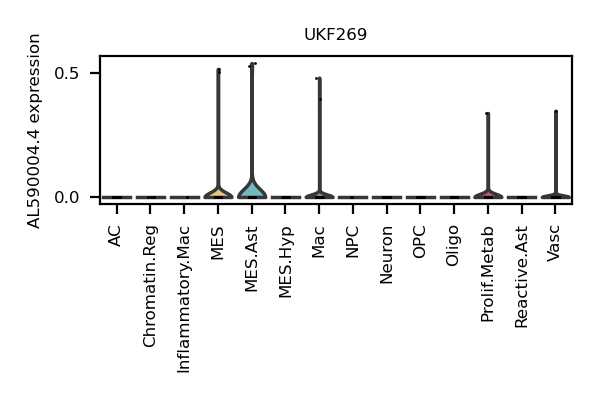 UKF269
AL590004.4 expression
0.5
0.0
AC
Chromatin.Reg
Inflammatory.Mac
MES
MES.Ast
MES.Hyp
Mac
NPC
Neuron
OPC
Oligo
Prolif.Metab
Reactive.Ast
Vasc